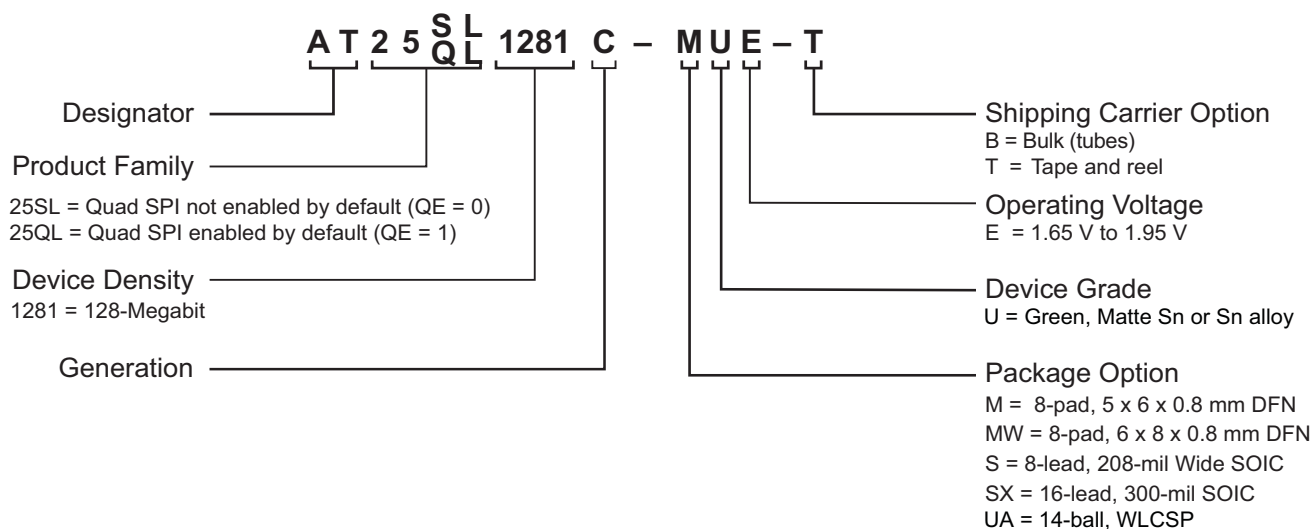 AT25SL1281C – MUE – T
QL
Designator
Product Family
25SL = Quad SPI not enabled by default (QE = 0)
25QL = Quad SPI enabled by default (QE = 1)
Device Density
1281 = 128-Megabit
Generation
Shipping Carrier Option
B = Bulk (tubes)
T = Tape and reel
Operating Voltage
E = 1.65 V to 1.95 V
Device Grade
U = Green, Matte Sn or Sn alloy
Package Option
M = 8-pad, 5 x 6 x 0.8 mm DFN
MW = 8-pad, 6 x 8 x 0.8 mm DFN
S = 8-lead, 208-mil Wide SOIC
SX = 16-lead, 300-mil SOIC
UA = 14-ball, WLCSP